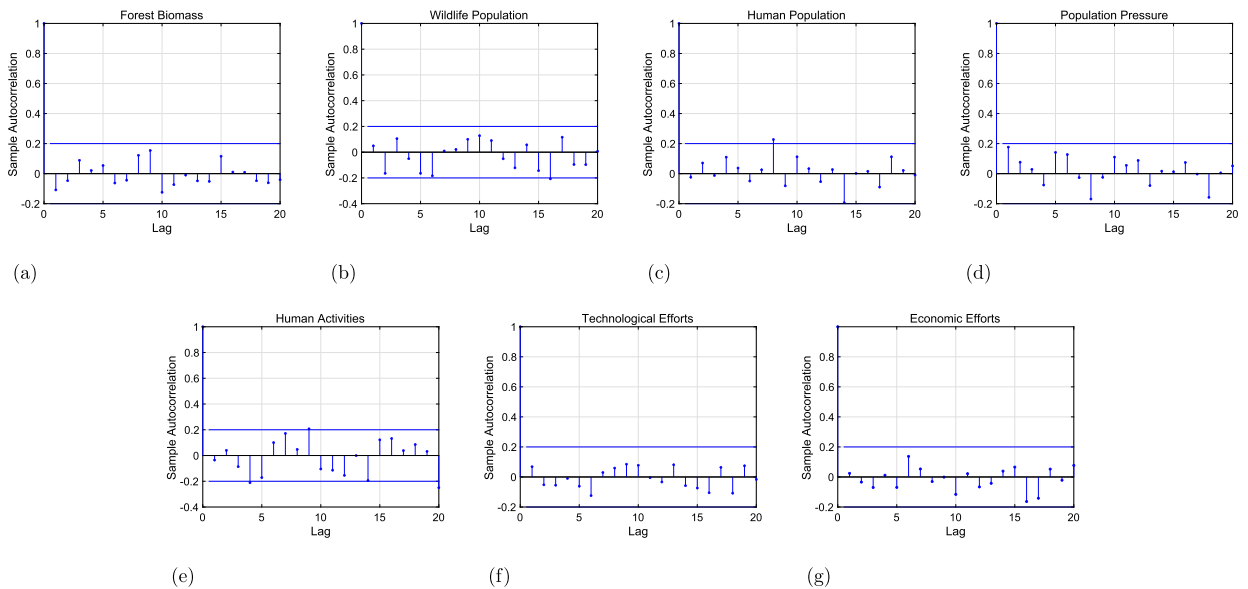 Forest Biomass
1
0.8
0.6
0.4
0.2
0
-0.2
0 5 10 15 20
Sample Autocorrelation
Lag
(a)
Wildlife Population
1
0.8
0.6
0.4
0.2
0
-0.2
-0.4
0 5 10 15 20
Sample Autocorrelation
Lag
(b)
Human Population
1
0.8
0.6
0.4
0.2
0
-0.2
0 5 10 15 20
Sample Autocorrelation
Lag
(c)
Population Pressure
1
0.8
0.6
0.4
0.2
0
-0.2
0 5 10 15 20
Sample Autocorrelation
Lag
(d)
Human Activities
1
0.8
0.6
0.4
0.2
0
-0.2
-0.4
0 5 10 15 20
Sample Autocorrelation
Lag
(e)
Technological Efforts
1
0.8
0.6
0.4
0.2
0
-0.2
0 5 10 15 20
Sample Autocorrelation
Lag
(f)
Economic Efforts
1
0.8
0.6
0.4
0.2
0
-0.2
0 5 10 15 20
Sample Autocorrelation
Lag
(g)